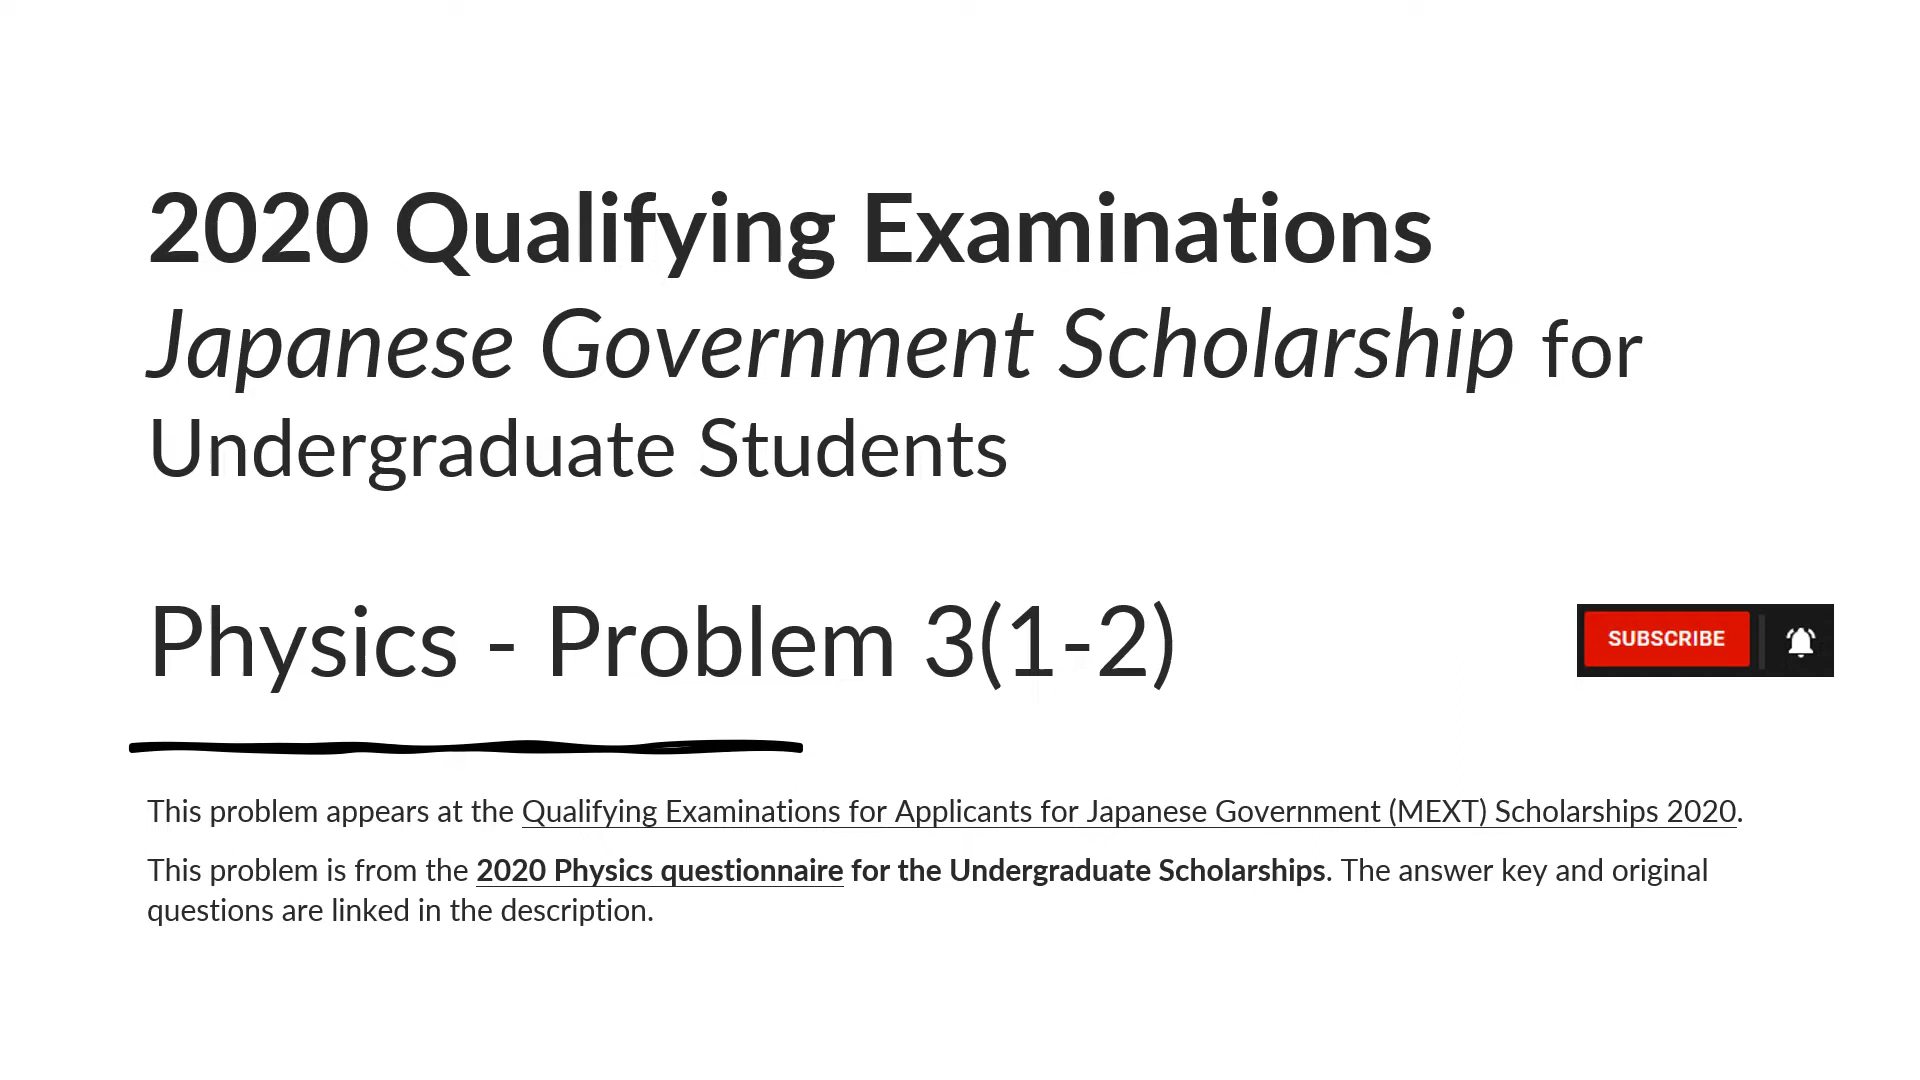 2020 Qualifying Examinations
Japanese Government Scholarship for
Undergraduate Students
Physics - Problem 3(1-2)
SUBSCRIBE
This problem appears at the Qualifying Examinations for Applicants for Japanese Government (MEXT) Scholarships 2020.
This problem is from the 2020 Physics questionnaire for the Undergraduate Scholarships. The answer key and original
questions are linked in the description.